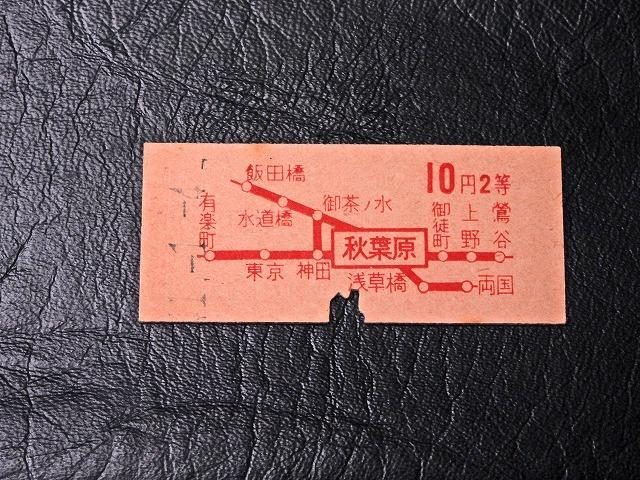 飯田橋
10円2等
有楽町
水道橋
御茶ノ水
御徒町
上野
鶯谷
秋葉原
東京
神田
浅草橋
両国